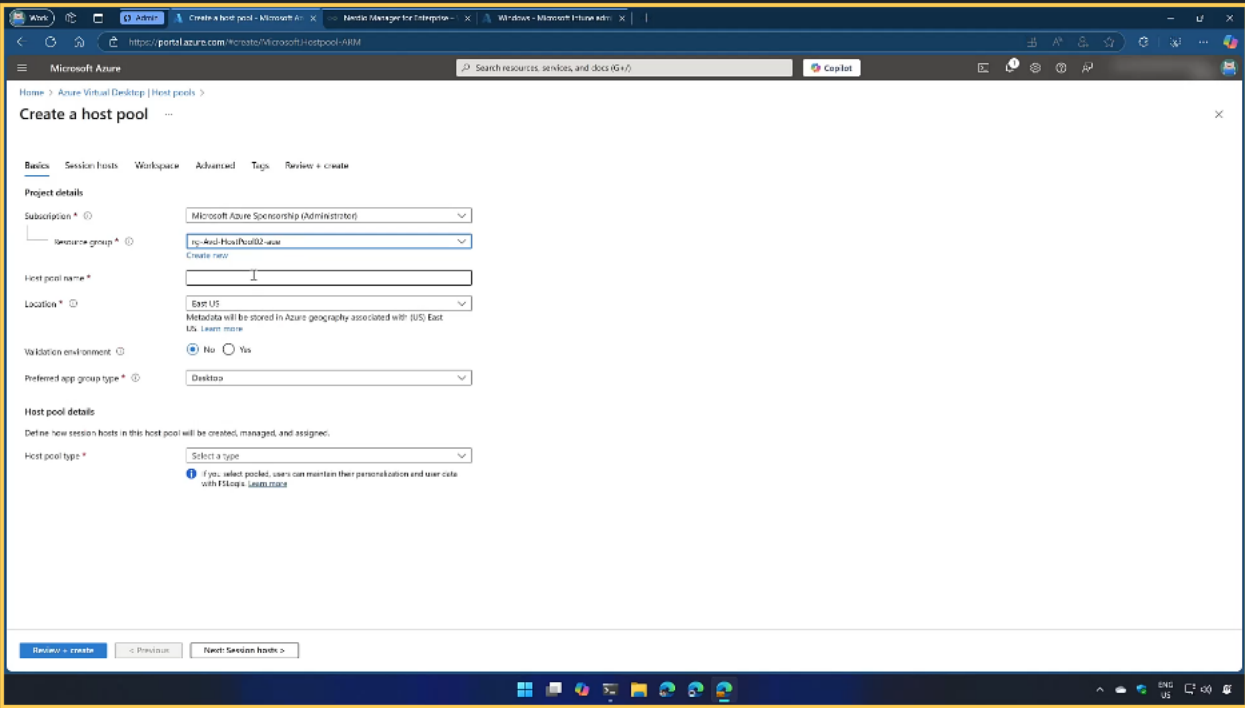 Work
Admin
Create a host pool - Microsoft Az
Nerdio Manager for Enterprise -
Windows - Microsoft Intune adm
https://portal.azure.com/#create/Microsoft.Hostpool-ARM
Microsoft Azure
Search resources, services, and docs (G+/)
Copilot
1
Home > Azure Virtual Desktop | Host pools >
Create a host pool ...
Basics Session hosts Workspace Advanced Tags Review + create
Project details
Subscription * Microsoft Azure Sponsorship (Administrator)
Resource group * rg-Avd-HostPool02-aue
Create new
Host pool name *
Location * East US
Metadata will be stored in Azure geography associated with (US) East
US Learn more
Validation environment No Yes
Preferred app group type * Desktop
Host pool details
Define how session hosts in this host pool will be created, managed, and assigned.
Host pool type * Select a type
If you select pooled, users can maintain their personalization and user data
with FSLogix. Learn more
Review + create
< Previous
Next: Session hosts >
ENG
US